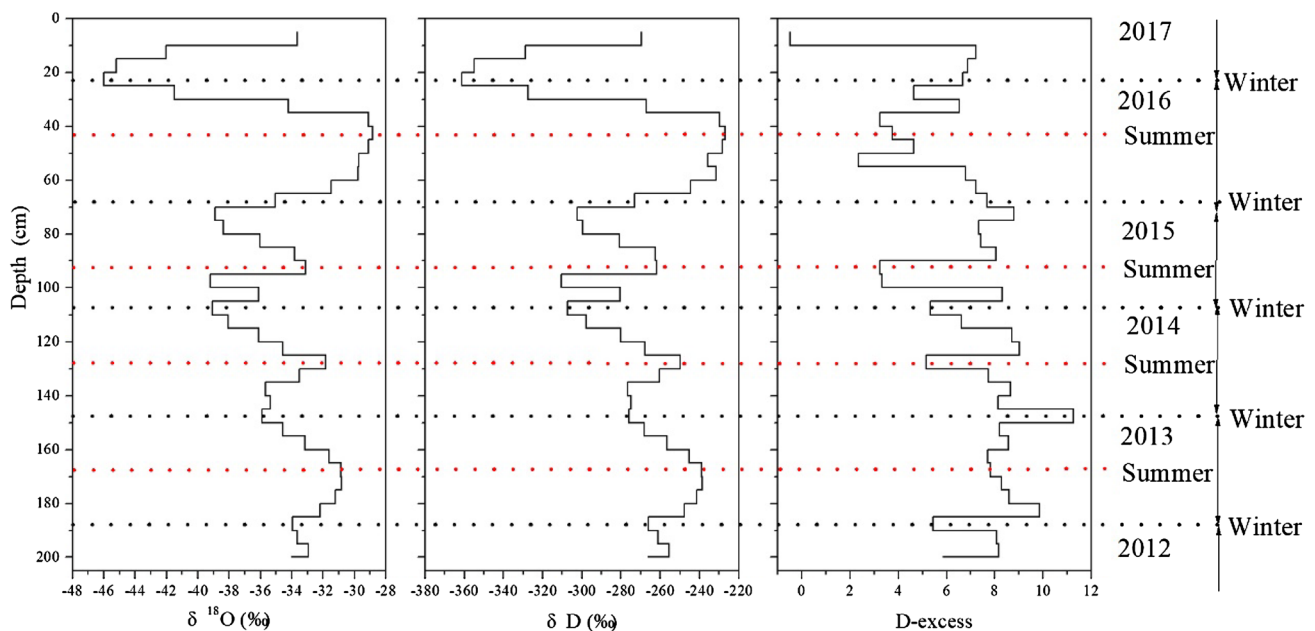 0
20
40
60
80
100
120
140
160
180
200
Depth (cm)
-48 -46 -44 -42 -40 -38 -36 -34 -32 -30 -28
δ ¹⁸O (‰)
-380 -360 -340 -320 -300 -280 -260 -240 -220
δ D (‰)
0 2 4 6 8 10 12
D-excess
2017
Winter
2016
Summer
Winter
2015
Summer
Winter
2014
Summer
Winter
2013
Summer
Winter
2012